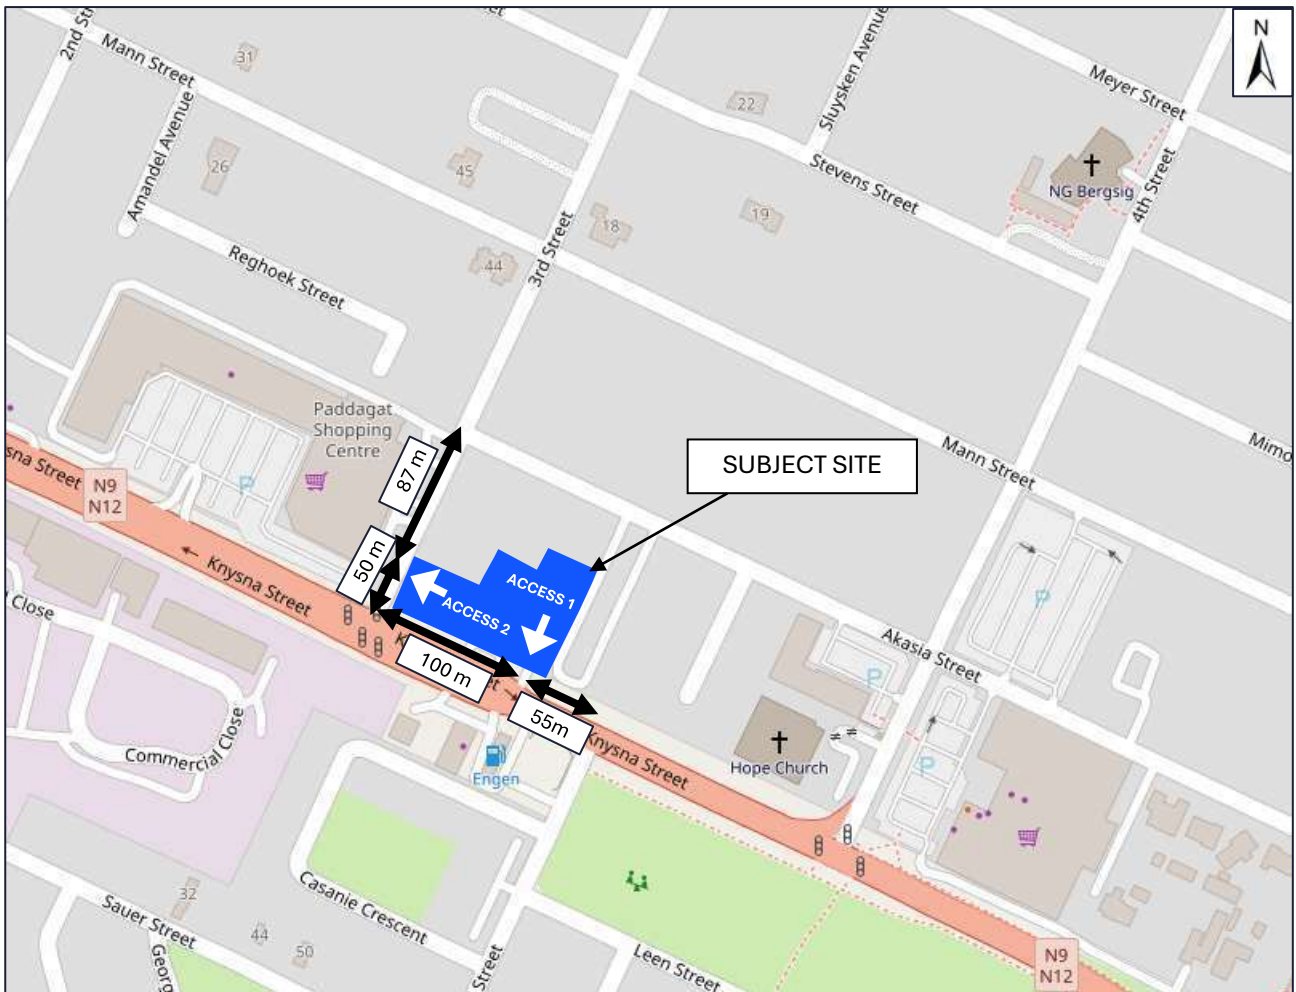 2nd St
Mann Street
31
N
Sluysken Avenue
Meyer Street
22
Amandel Avenue
26
45
Stevens Street
NG Bergsig
4th Street
18
19
3rd Street
44
Reghoek Street
Paddagat
Shopping
Centre
SUBJECT SITE
Mann Street
Mimo
sna Street
N9
N12
P
87 m
50 m
ACCESS 1
ACCESS 2
Knysna Street
100 m
K
et
55m
P
Close
Akasia Street
P
Commercial Close
Engen
Knysna Street
Hope Church
P
32
Casanie Crescent
Sauer Street
44
50
Georg
Street
Leen Street
N9
N12